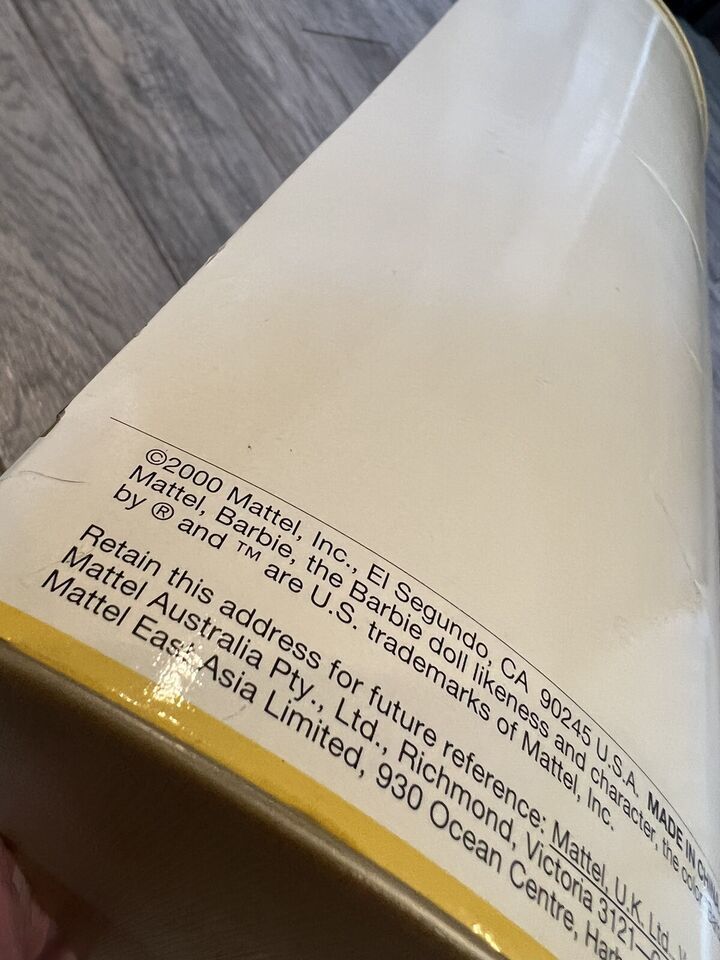 ©2000 Mattel, Inc., El Segundo, CA 90245 U.S.A. MADE IN
Mattel, Barbie, the Barbie doll likeness and character, the color
by ® and ™ are U.S. trademarks of Mattel, Inc.
Retain this address for future reference: Mattel, U.K. Ltd.,
Mattel Australia Pty., Ltd., Richmond, Victoria 3121—
Mattel East Asia Limited, 930 Ocean Centre,